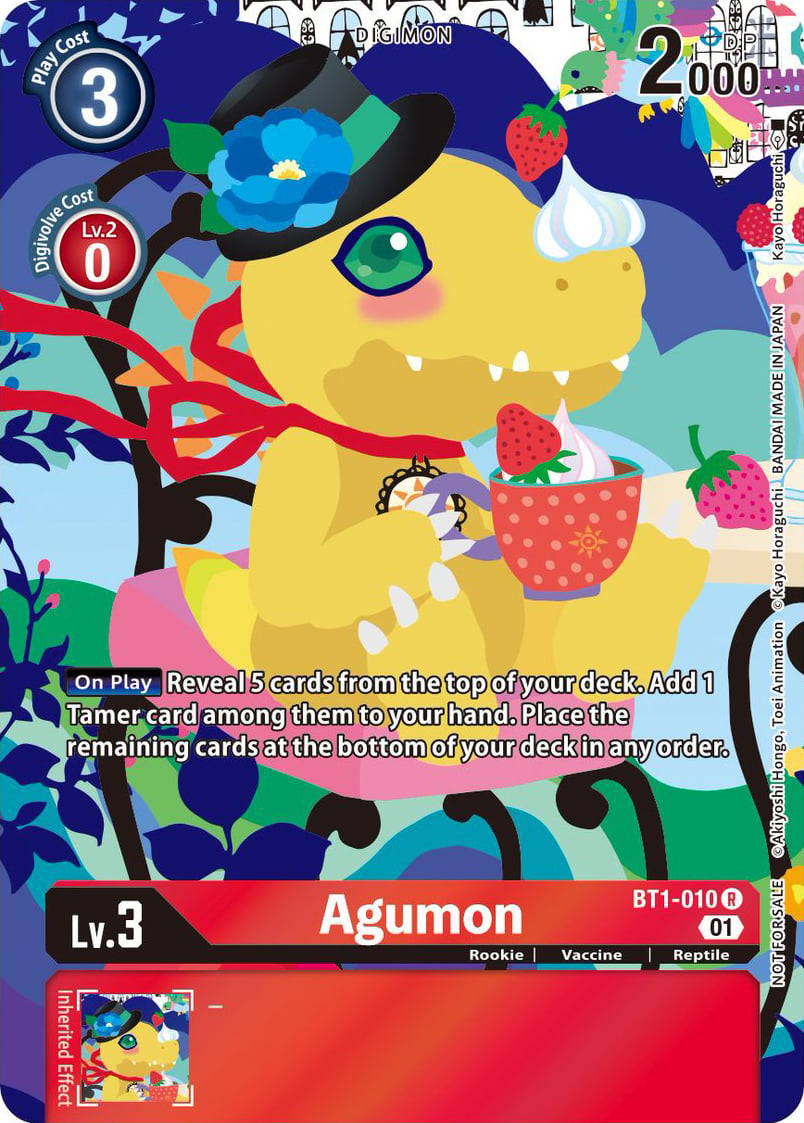 DIGIMON
Play Cost
3
DP
2000
Digivolve Cost
Lv.2
0
On Play Reveal 5 cards from the top of your deck. Add 1
Tamer card among them to your hand. Place the
remaining cards at the bottom of your deck in any order.
Lv.3
Agumon
BT1-010 R
01
Rookie | Vaccine | Reptile
Inherited Effect
–
NOT FOR SALE ©Akiyoshi Hongo, Toei Animation ©Kayo Horaguchi BANDAI MADE IN JAPAN Kayo Horaguchi